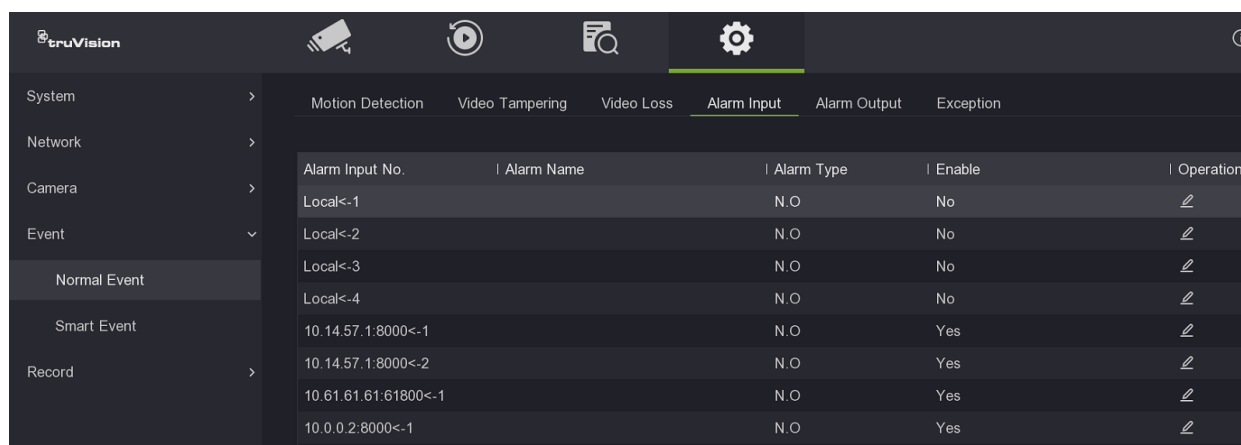 truVision
System
Network
Camera
Event
Normal Event
Smart Event
Record
Motion Detection Video Tampering Video Loss Alarm Input Alarm Output Exception
Alarm Input No. | Alarm Name | Alarm Type | Enable | Operation
Local<-1 N.O No
Local<-2 N.O No
Local<-3 N.O No
Local<-4 N.O No
10.14.57.1:8000<-1 N.O Yes
10.14.57.1:8000<-2 N.O Yes
10.61.61.61:61800<-1 N.O Yes
10.0.0.2:8000<-1 N.O Yes